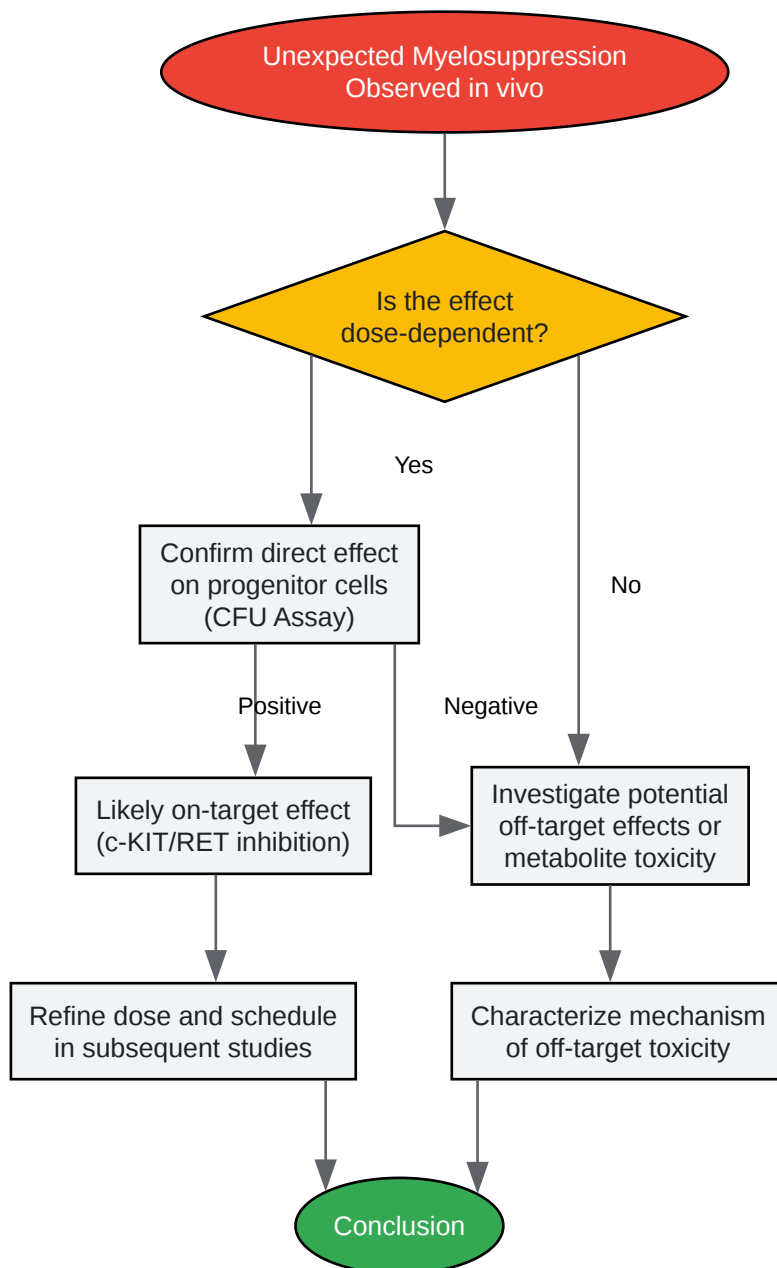 Unexpected Myelosuppression
Observed in vivo
Is the effect
dose-dependent?
Yes
Confirm direct effect
on progenitor cells
(CFU Assay)
No
Positive
Negative
Likely on-target effect
(c-KIT/RET inhibition)
Investigate potential
off-target effects or
metabolite toxicity
Refine dose and schedule
in subsequent studies
Characterize mechanism
of off-target toxicity
Conclusion